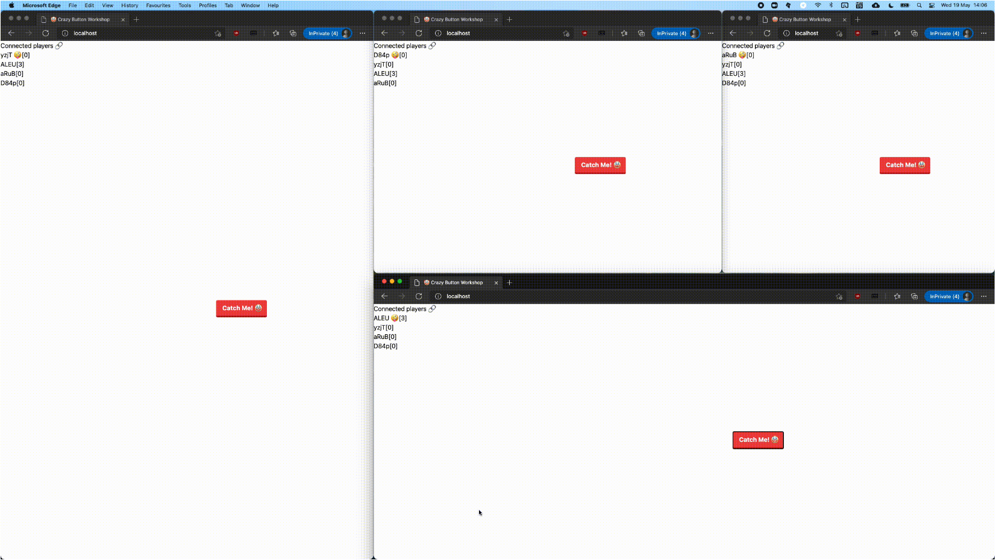 Microsoft Edge File Edit View History Favourites Tools Profiles Tab Window Help Wed 19 May 14:06
🤡 Crazy Button Workshop
localhost
InPrivate (4)
Connected players 🔗
yzjT 🤪[0]
ALEU[3]
aRuB[0]
D84p[0]
Catch Me! 🤡
🤡 Crazy Button Workshop
localhost
InPrivate (4)
Connected players 🔗
D84p 🤪[0]
yzjT[0]
ALEU[3]
aRuB[0]
Catch Me! 🤡
🤡 Crazy Button Workshop
localhost
InPrivate (4)
Connected players 🔗
aRuB 🤪[0]
yzjT[0]
ALEU[3]
D84p[0]
Catch Me! 🤡
🤡 Crazy Button Workshop
localhost
InPrivate (4)
Connected players 🔗
ALEU 🤪[3]
yzjT[0]
aRuB[0]
D84p[0]
Catch Me! 🤡